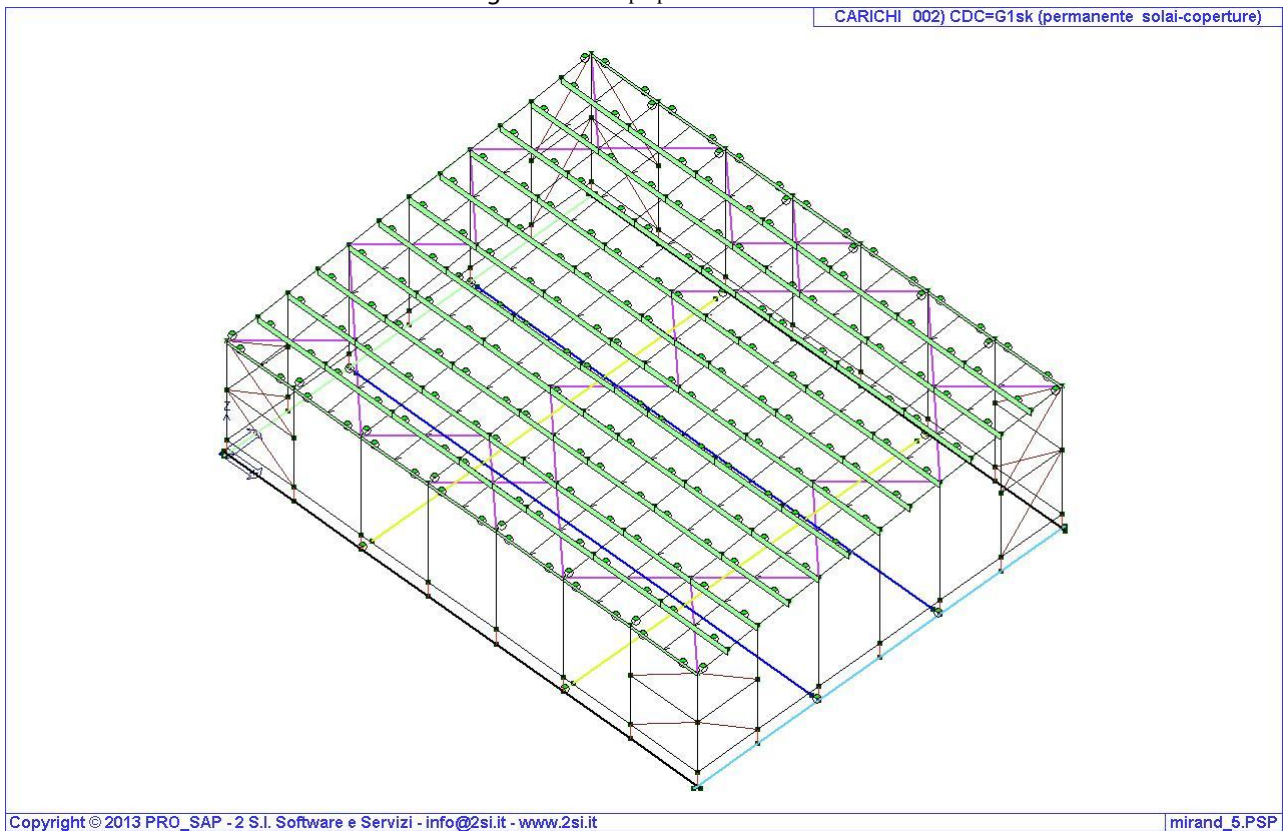 CARICHI 002) CDC=G1sk (permanente solai-coperture)
Z
Copyright © 2013 PRO_SAP - 2 S.I. Software e Servizi - info@2si.it - www.2si.it
mirand_5.PSP